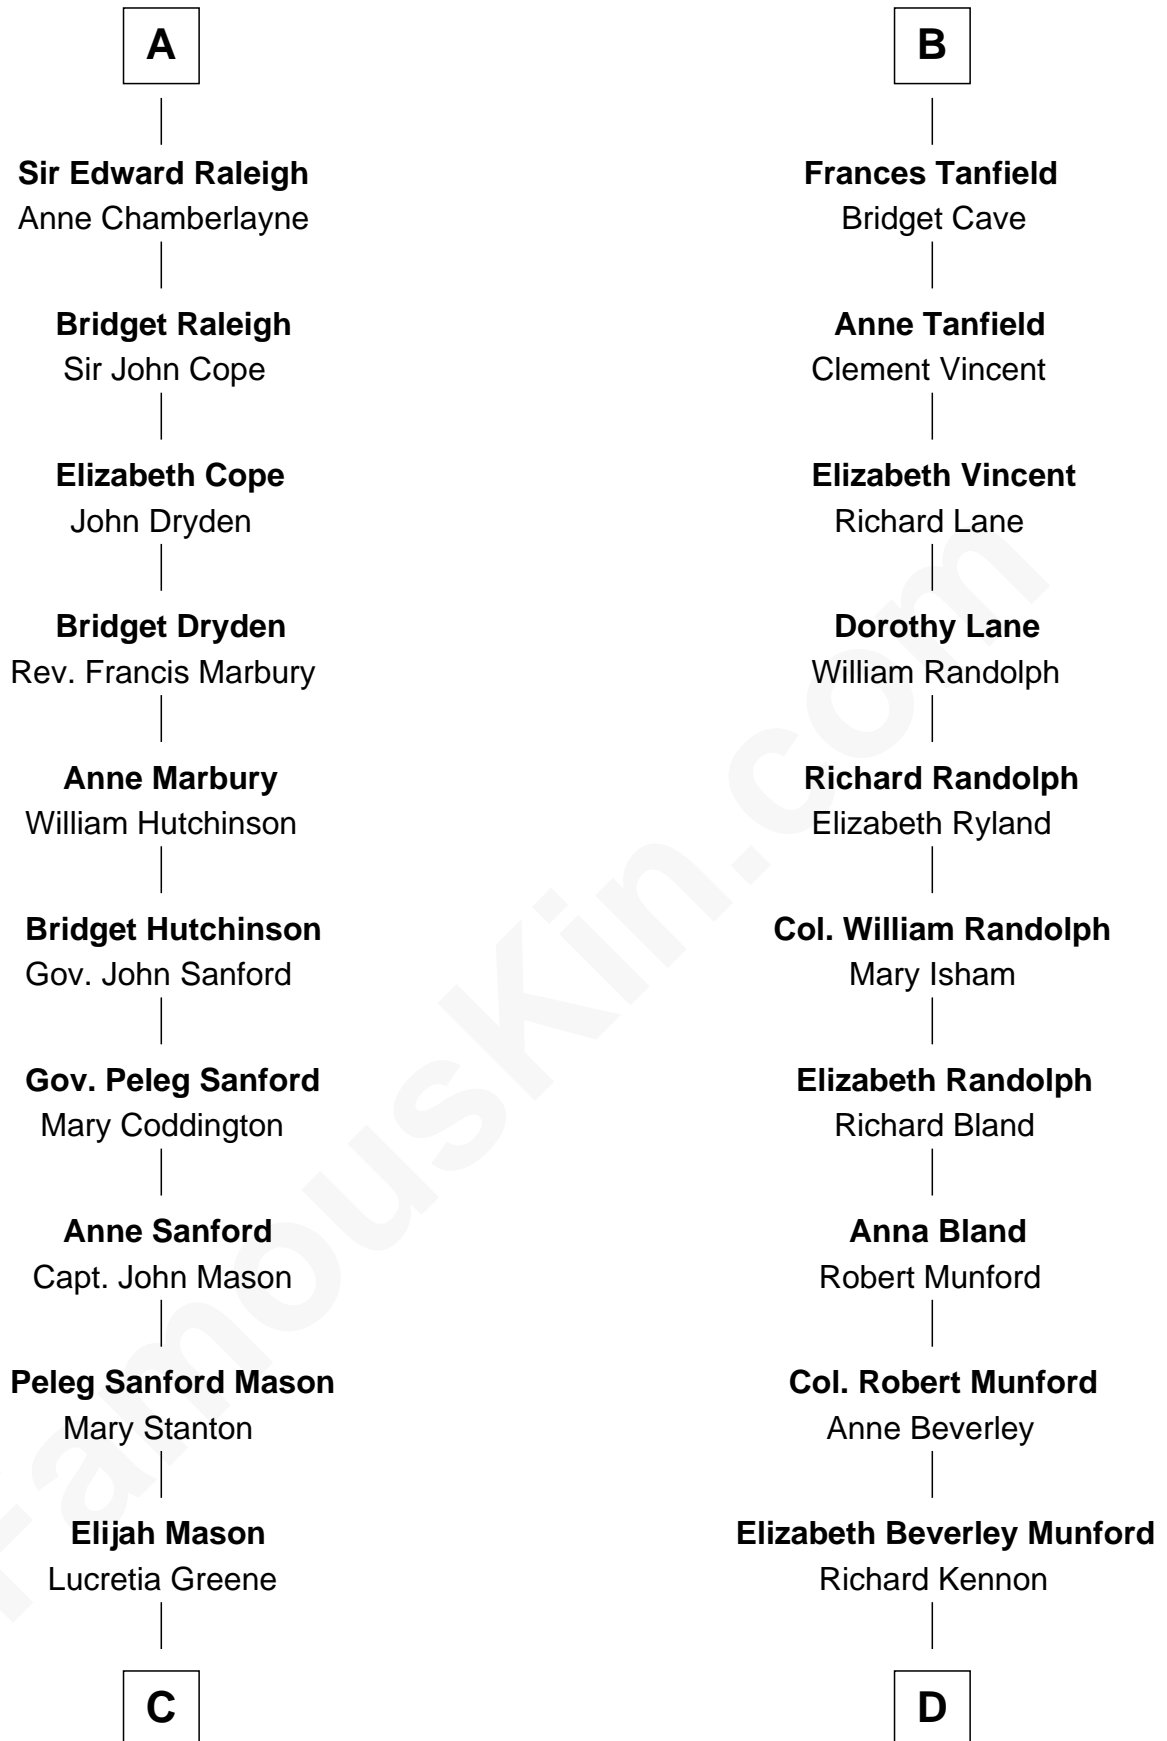 A
Sir Edward Raleigh
Anne Chamberlayne
Bridget Raleigh
Sir John Cope
Elizabeth Cope
John Dryden
Bridget Dryden
Rev. Francis Marbury
Anne Marbury
William Hutchinson
Bridget Hutchinson
Gov. John Sanford
Gov. Peleg Sanford
Mary Coddington
Anne Sanford
Capt. John Mason
Peleg Sanford Mason
Mary Stanton
Elijah Mason
Lucretia Greene
C
B
Frances Tanfield
Bridget Cave
Anne Tanfield
Clement Vincent
Elizabeth Vincent
Richard Lane
Dorothy Lane
William Randolph
Richard Randolph
Elizabeth Ryland
Col. William Randolph
Mary Isham
Elizabeth Randolph
Richard Bland
Anna Bland
Robert Munford
Col. Robert Munford
Anne Beverley
Elizabeth Beverley Munford
Richard Kennon
D
FamousKin.com